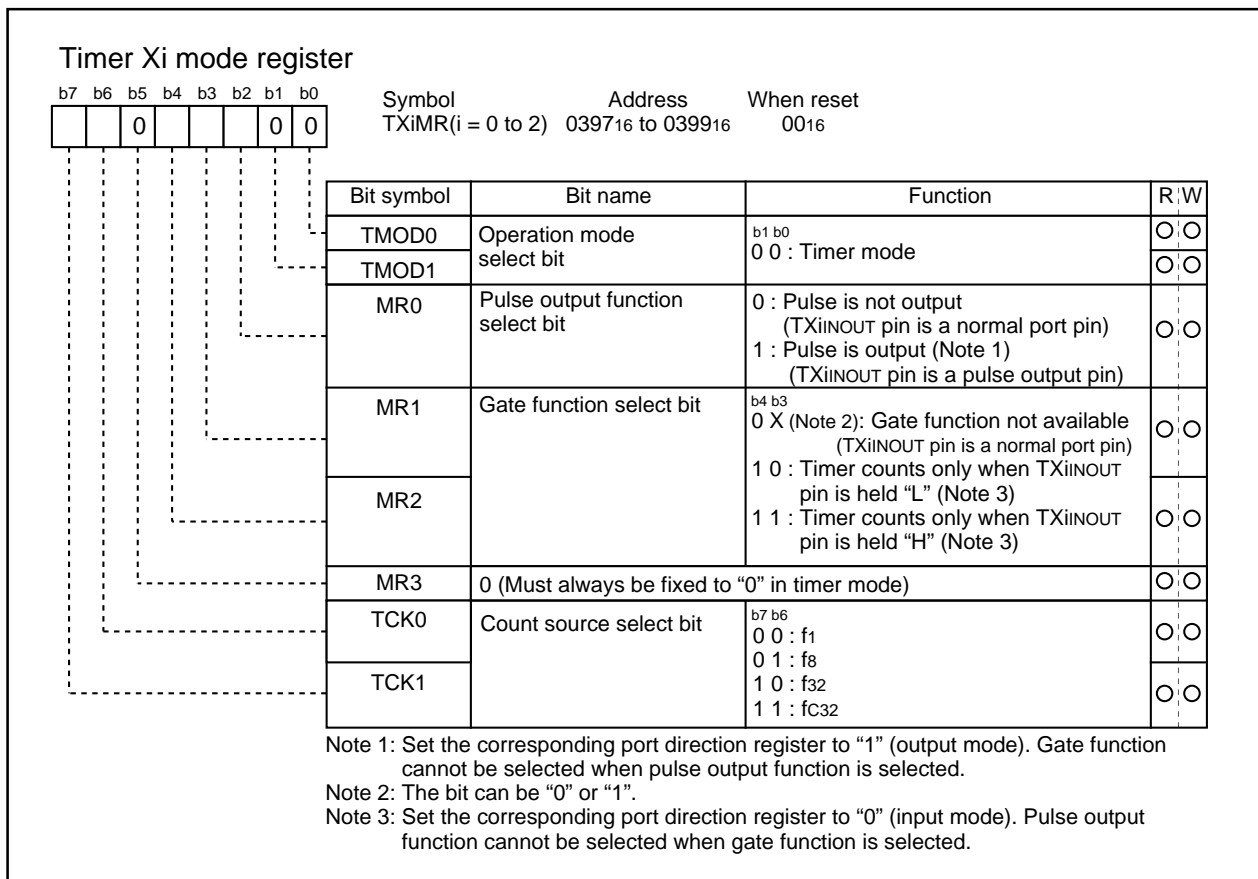 Timer Xi mode register
b7 b6 b5 b4 b3 b2 b1 b0
0 0 0
Symbol Address When reset
TXiMR(i = 0 to 2) 039716 to 039916 0016
Bit symbol Bit name Function R W
TMOD0 Operation mode select bit b1 b0
0 0 : Timer mode
TMOD1
MR0 Pulse output function select bit
0 : Pulse is not output
(TXiINOUT pin is a normal port pin)
1 : Pulse is output (Note 1)
(TXiINOUT pin is a pulse output pin)
MR1 Gate function select bit
b4 b3
0 X (Note 2): Gate function not available
(TXiINOUT pin is a normal port pin)
1 0 : Timer counts only when TXiINOUT
pin is held “L” (Note 3)
MR2
1 1 : Timer counts only when TXiINOUT
pin is held “H” (Note 3)
MR3 0 (Must always be fixed to “0” in timer mode)
TCK0 Count source select bit
b7 b6
0 0 : f1
0 1 : f8
TCK1
1 0 : f32
1 1 : fC32
Note 1: Set the corresponding port direction register to “1” (output mode). Gate function
cannot be selected when pulse output function is selected.
Note 2: The bit can be “0” or “1”.
Note 3: Set the corresponding port direction register to “0” (input mode). Pulse output
function cannot be selected when gate function is selected.